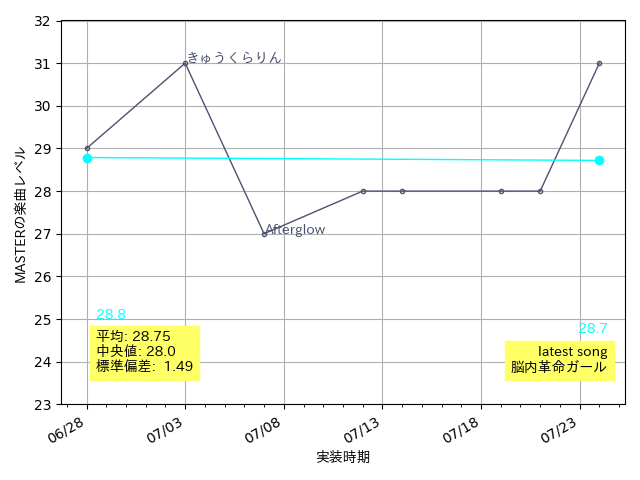 32
31
30
29
28
27
26
25
24
23
MASTERの楽曲レベル
きゅうくらりん
Afterglow
28.8
平均: 28.75
中央値: 28.0
標準偏差: 1.49
28.7
latest song
脳内革命ガール
06/28
07/03
07/08
07/13
07/18
07/23
実装時期